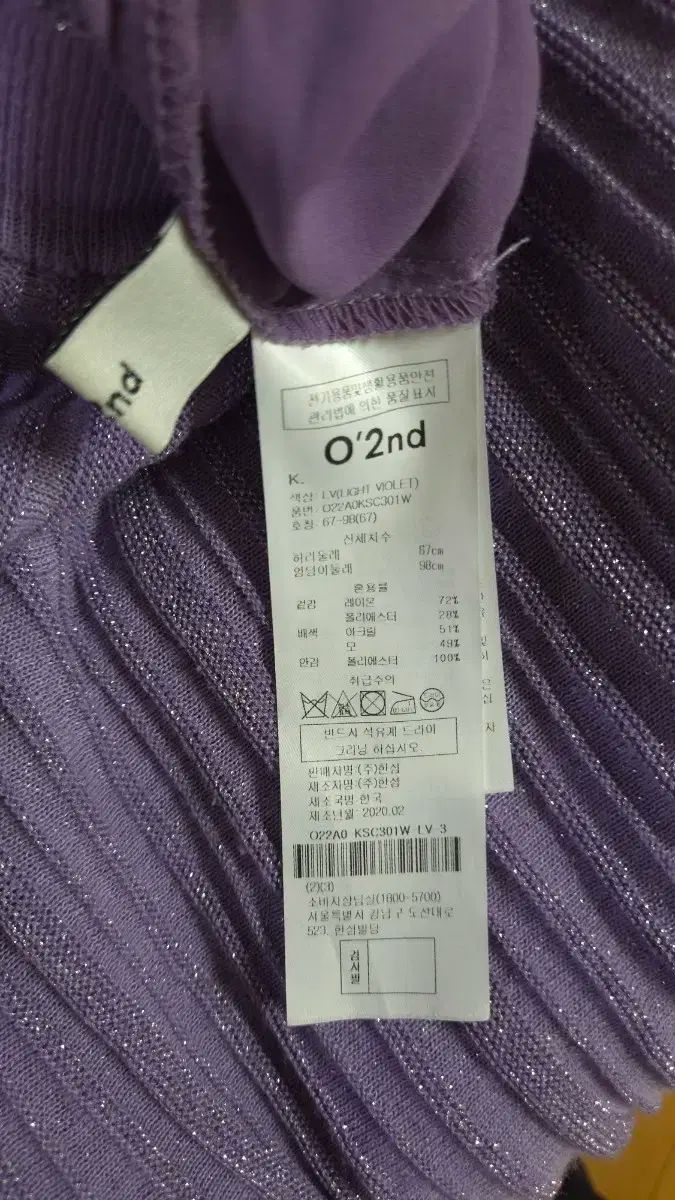 전기용품및생활용품안전
관리법에 의한 품질표시
O'2nd
nd
K.
색상: LV(LIGHT VIOLET)
품번: O22A0KSC301W
호칭: 67-98(67)
신체치수
허리둘레 67cm
엉덩이둘레 98cm
혼용률
겉감 레이온 72%
폴리에스터 28%
배색 아크릴 51%
모 49%
안감 폴리에스터 100%
취급주의
반드시 석유계 드라이
크리닝 하십시오.
판매자명:(주)한섬
제조자명:(주)한섬
제조국명:한국
제조년월: 2020.02
O22A0 KSC301W LV 3
(2)(3)
소비자상담실(1800-5700)
서울특별시 강남구 도산대로
523, 한섬빌딩
검사필